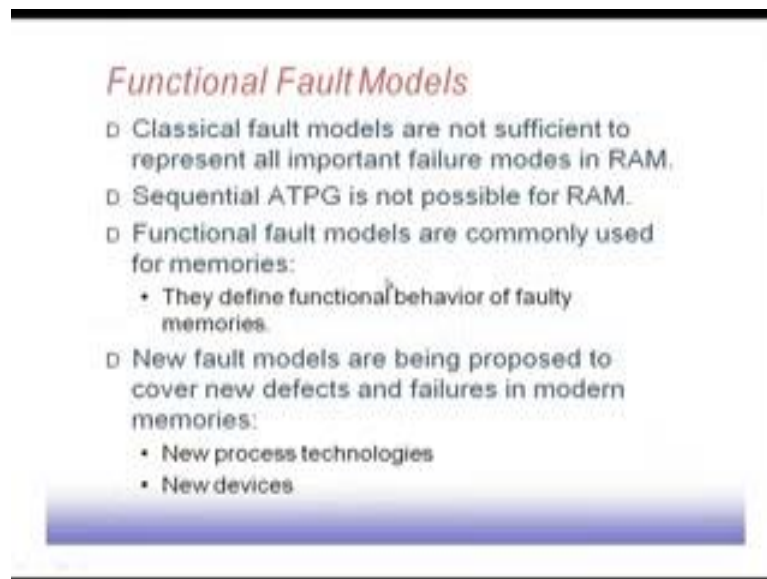 Functional Fault Models
D Classical fault models are not sufficient to
represent all important failure modes in RAM.
D Sequential ATPG is not possible for RAM.
D Functional fault models are commonly used
for memories:
• They define functional behavior of faulty
memories.
D New fault models are being proposed to
cover new defects and failures in modern
memories:
• New process technologies
• New devices